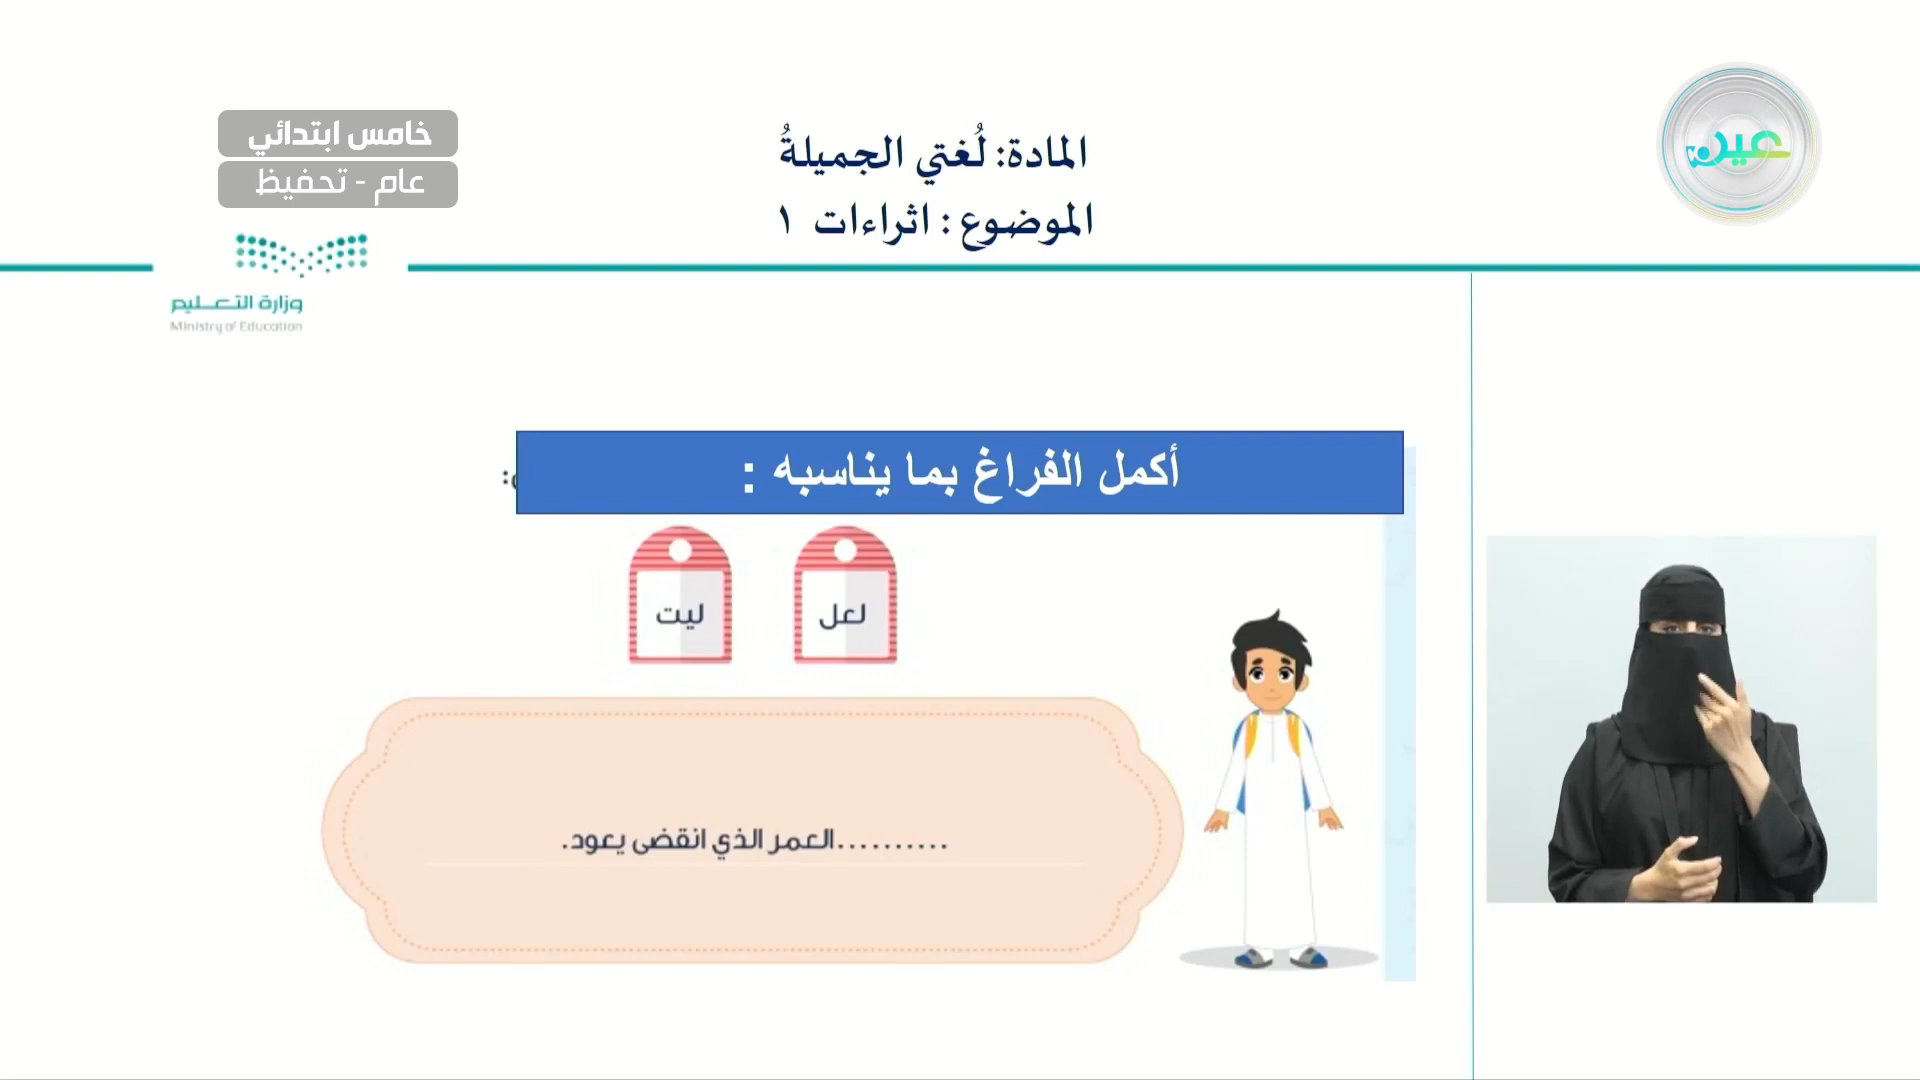 خامس ابتدائي
عام - تحفيظ
المادة: لُغتي الجميلةُ
الموضوع : اثراءات ١
عين
وزارة التعـليم
Ministry of Education
أكمل الفراغ بما يناسبه :
لعل
ليت
..........العمر الذي انقضى يعود.